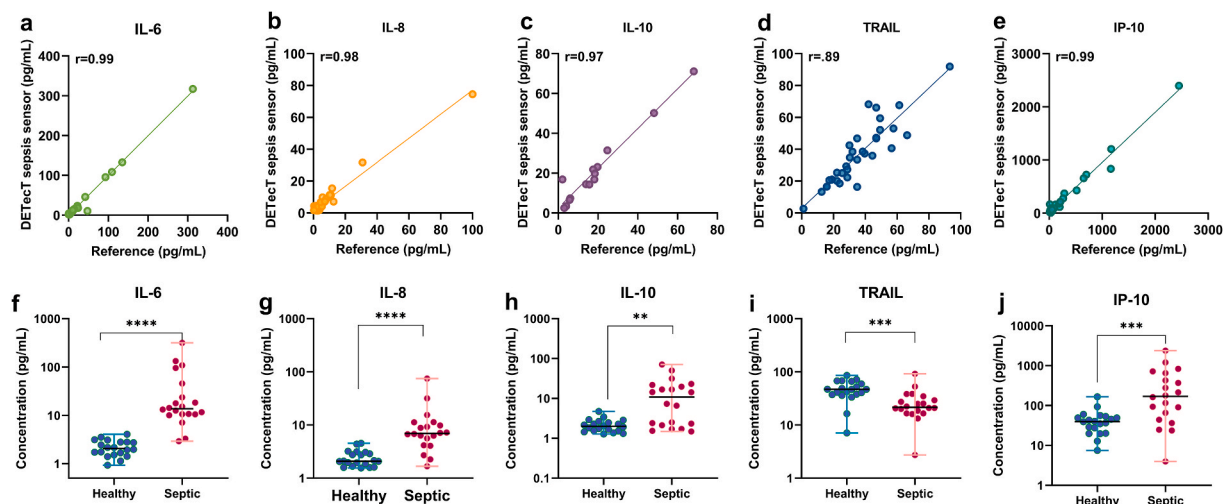 a
IL-6
r=0.99
DETecT sepsis sensor (pg/mL)
400
300
200
100
0
0
100
200
300
400
Reference (pg/mL)
b
IL-8
r=0.98
DETecT sepsis sensor (pg/mL)
100
80
60
40
20
0
0
20
40
60
80
100
Reference (pg/mL)
c
IL-10
r=0.97
DETecT sepsis sensor (pg/mL)
80
60
40
20
0
0
20
40
60
80
Reference (pg/mL)
d
TRAIL
r=.89
DETecT sepsis sensor (pg/mL)
100
80
60
40
20
0
0
20
40
60
80
100
Reference (pg/mL)
e
IP-10
r=0.99
DETecT sepsis sensor (pg/mL)
3000
2000
1000
0
0
1000
2000
3000
Reference (pg/mL)
f
IL-6
****
Concentration (pg/mL)
1000
100
10
1
Healthy
Septic
g
IL-8
****
Concentration (pg/mL)
1000
100
10
1
Healthy
Septic
h
IL-10
**
Concentration (pg/mL)
1000
100
10
1
0.1
Healthy
Septic
i
TRAIL
***
Concentration (pg/mL)
1000
100
10
1
Healthy
Septic
j
IP-10
***
Concentration (pg/mL)
10000
1000
100
10
1
Healthy
Septic